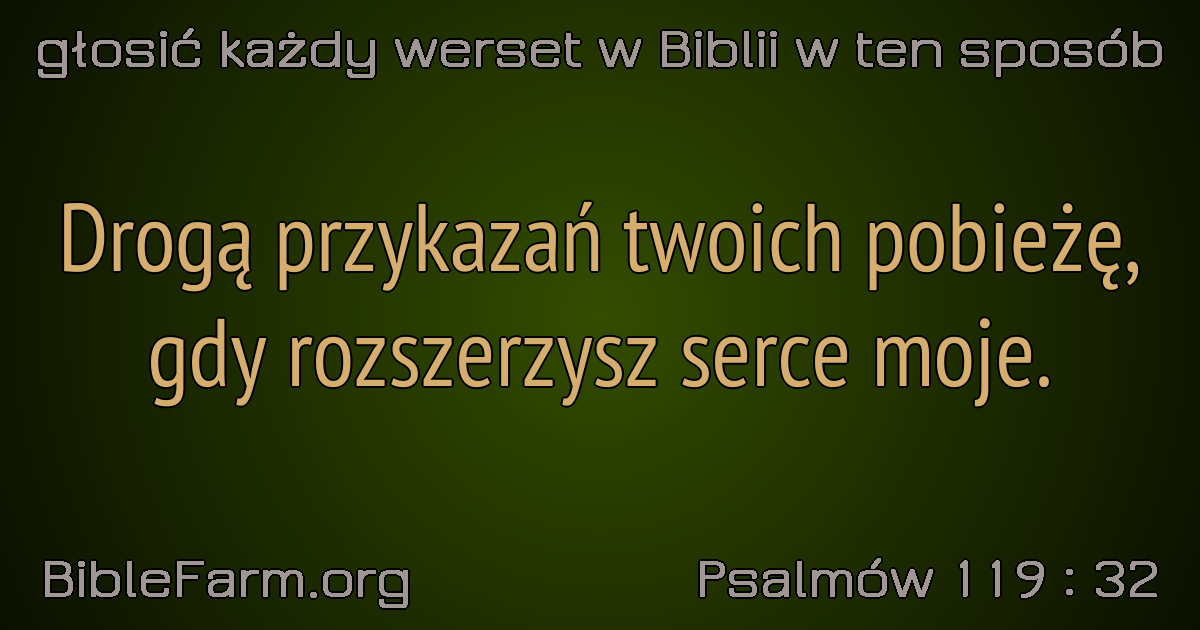 głosić każdy werset w Biblii w ten sposób
Drogą przykazań twoich pobieżę,
gdy rozszerzysz serce moje.
BibleFarm.org
Psalmów 119 : 32